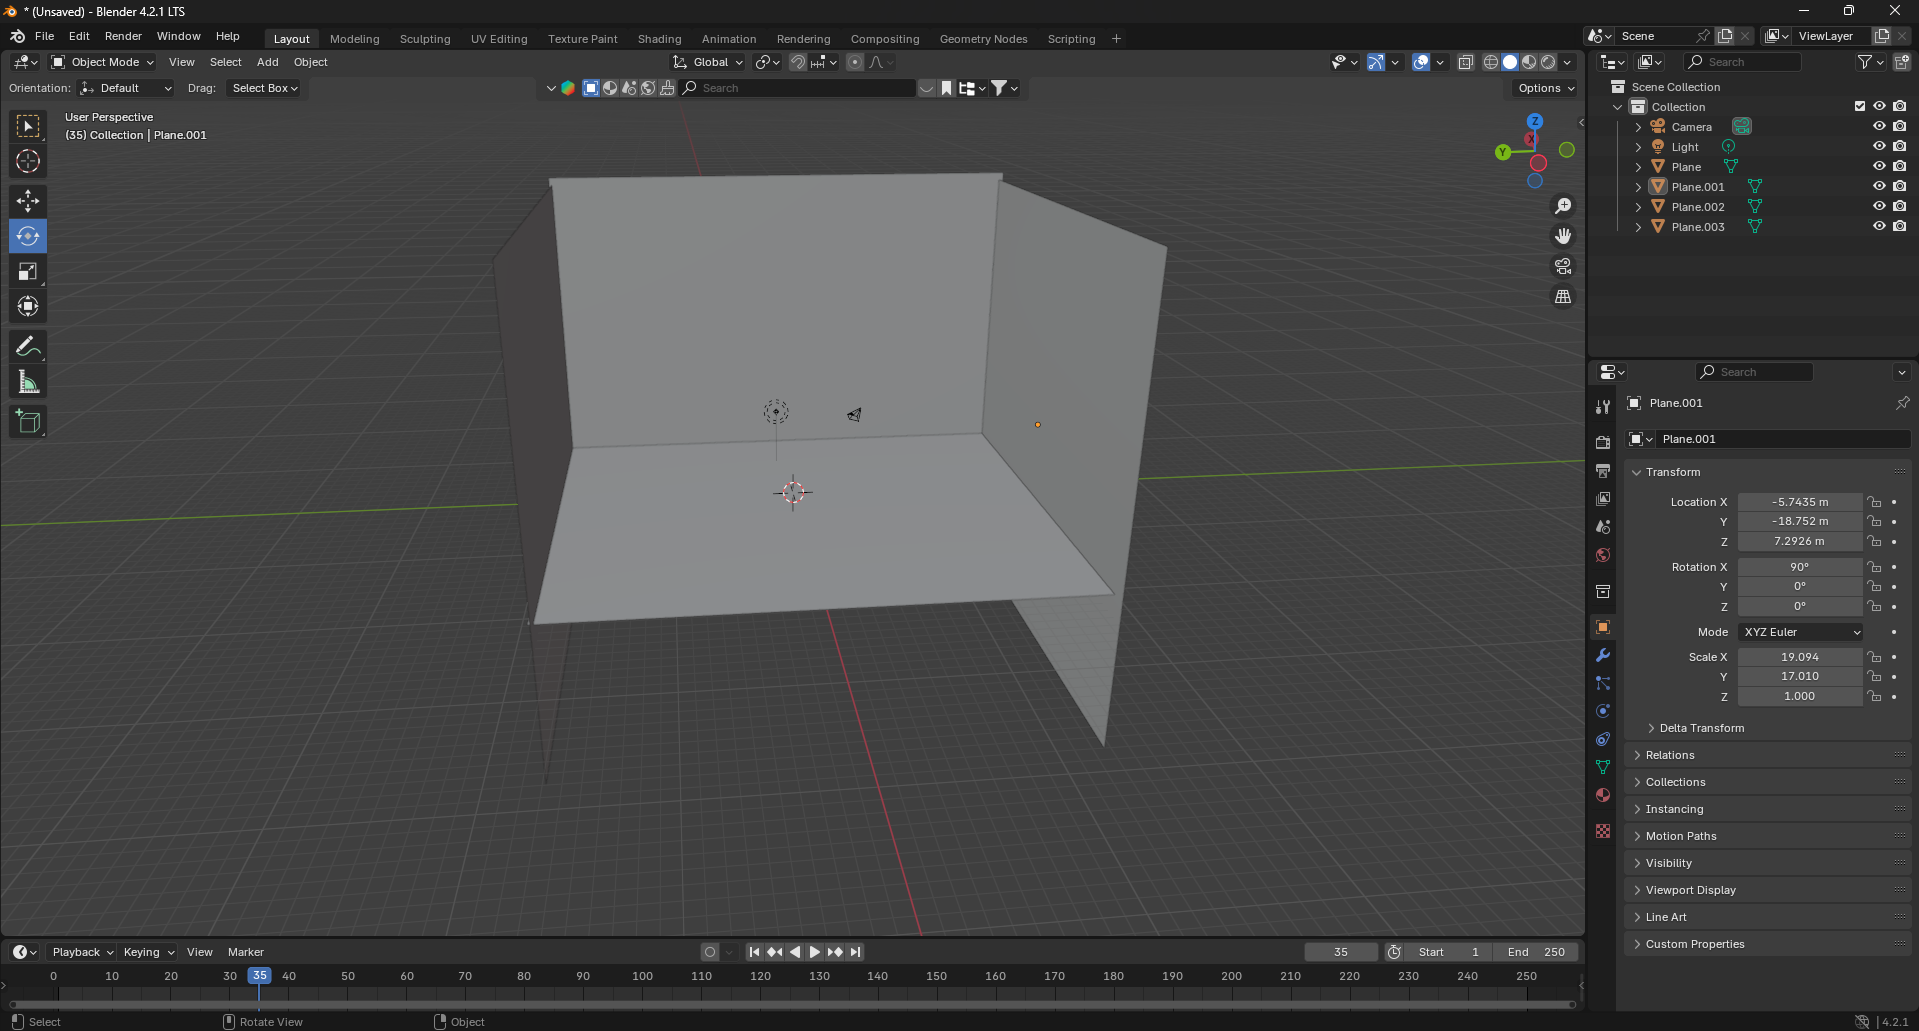 * (Unsaved) - Blender 4.2.1 LTS
File Edit Render Window Help Layout Modeling Sculpting UV Editing Texture Paint Shading Animation Rendering Compositing Geometry Nodes Scripting + Scene ViewLayer
Object Mode View Select Add Object Global Search
Orientation: Default Drag: Select Box Search Options
User Perspective
(35) Collection | Plane.001
Z
X
Y
Scene Collection
Collection
Camera
Light
Plane
Plane.001
Plane.002
Plane.003
Search
Plane.001
Plane.001
Transform
Location X -5.7435 m
Y -18.752 m
Z 7.2926 m
Rotation X 90°
Y 0°
Z 0°
Mode XYZ Euler
Scale X 19.094
Y 17.010
Z 1.000
Delta Transform
Relations
Collections
Instancing
Motion Paths
Visibility
Viewport Display
Line Art
Custom Properties
Playback Keying View Marker 35 Start 1 End 250
0 10 20 30 35 40 50 60 70 80 90 100 110 120 130 140 150 160 170 180 190 200 210 220 230 240 250
Select Rotate View Object 4.2.1